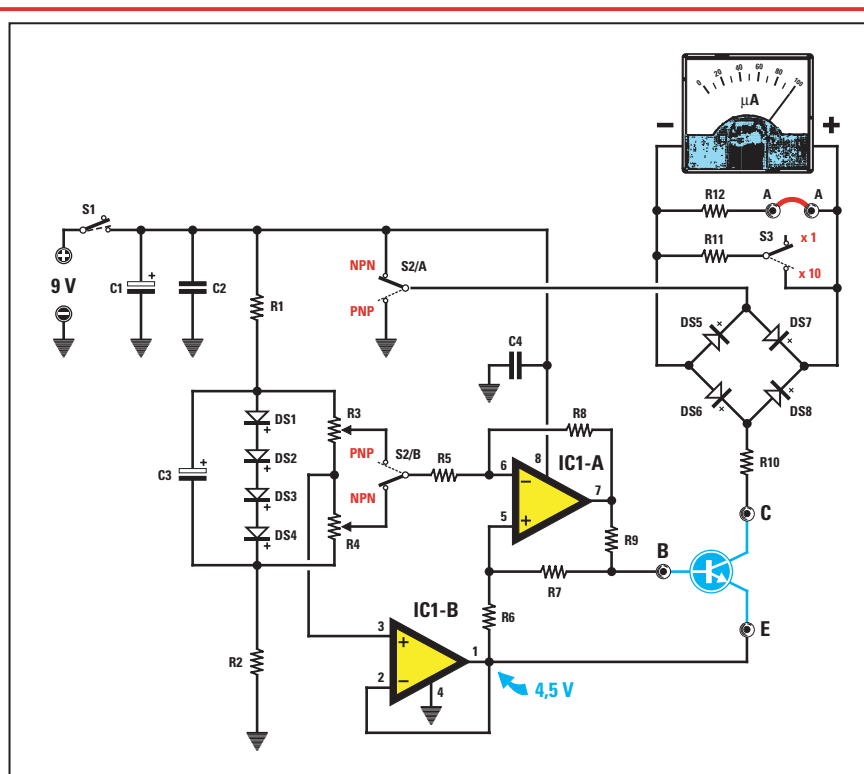 0 20 40 60 80 100
µA
− +
R12 A A
S1
R11 S3 x 1
x 10
NPN S2/A
9 V
C1 + C2 R1
PNP
DS5 DS7
C4
DS6 DS8
R3 R8
DS1
PNP S2/B R5
C3 + DS2
6 8 IC1-A
R10
DS3
NPN
7
C
DS4
R4
5
R9
B
R7
IC1-B
R6
E
3
R2
1
2
4
4,5 V